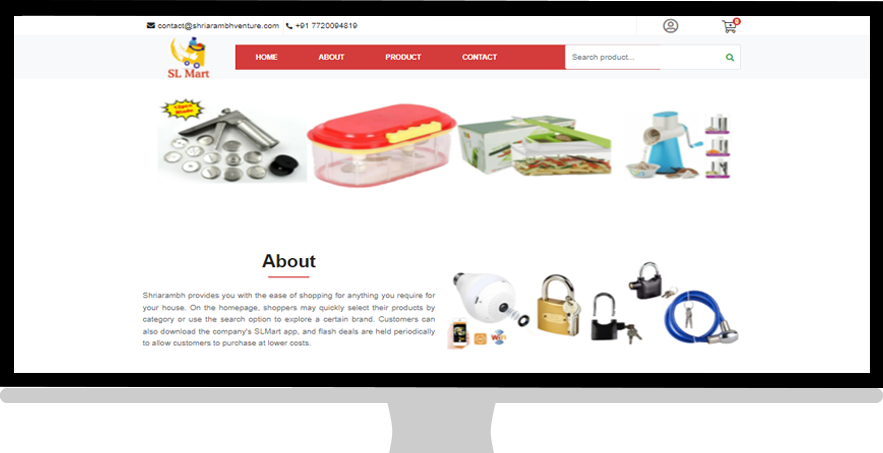 contact@shriarambhventure.com +91 7720094819
0
SL Mart
HOME ABOUT PRODUCT CONTACT Search product...
About
Shriarambh provides you with the ease of shopping for anything you require for
your house. On the homepage, shoppers may quickly select their products by
category or use the search option to explore a certain brand. Customers can
also download the company's SLMart app, and flash deals are held periodically
to allow customers to purchase at lower costs.
WiFi